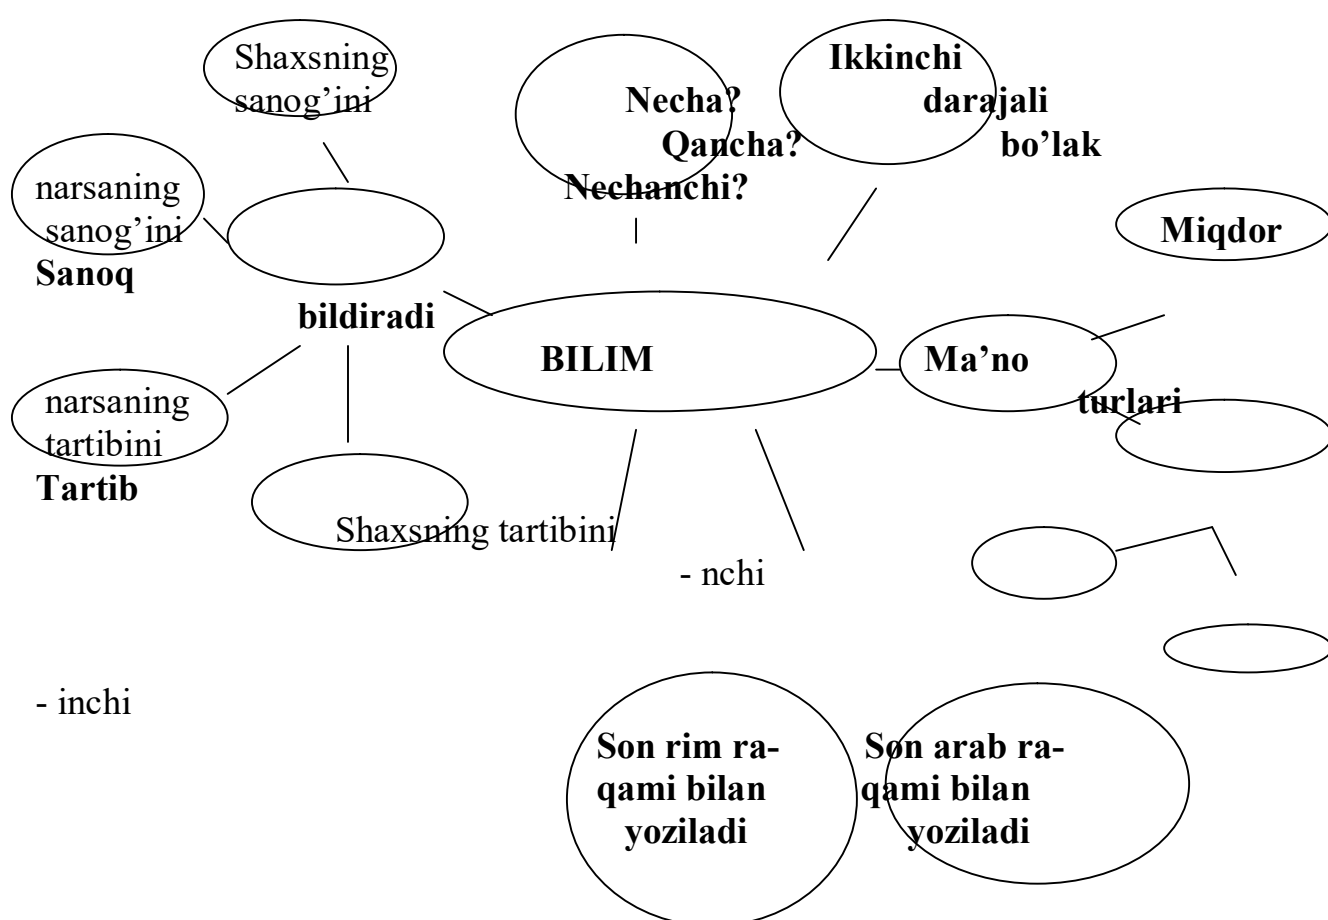 Shaxsning
sanog’ini
Necha?
Qancha?
Nechanchi?
Ikkinchi
darajali
bo’lak
narsaning
sanog’ini
Sanoq
Miqdor
bildiradi
BILIM
Ma’no
turlari
narsaning
tartibini
Tartib
Shaxsning tartibini
- nchi
- inchi
Son rim ra-
qami bilan
yoziladi
Son arab ra-
qami bilan
yoziladi